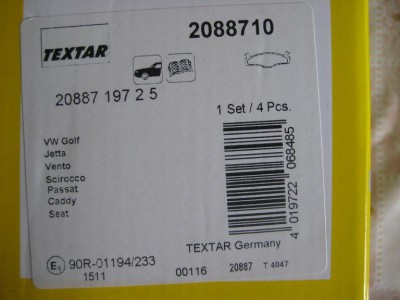 TEXTAR
2088710
20887 197 2 5
1 Set / 4 Pcs.
VW Golf
Jetta
Vento
Scirocco
Passat
Caddy
Seat
4 019722 068485
TEXTAR Germany
E1 90R-01194/233
1511
00116 20887 T 4047